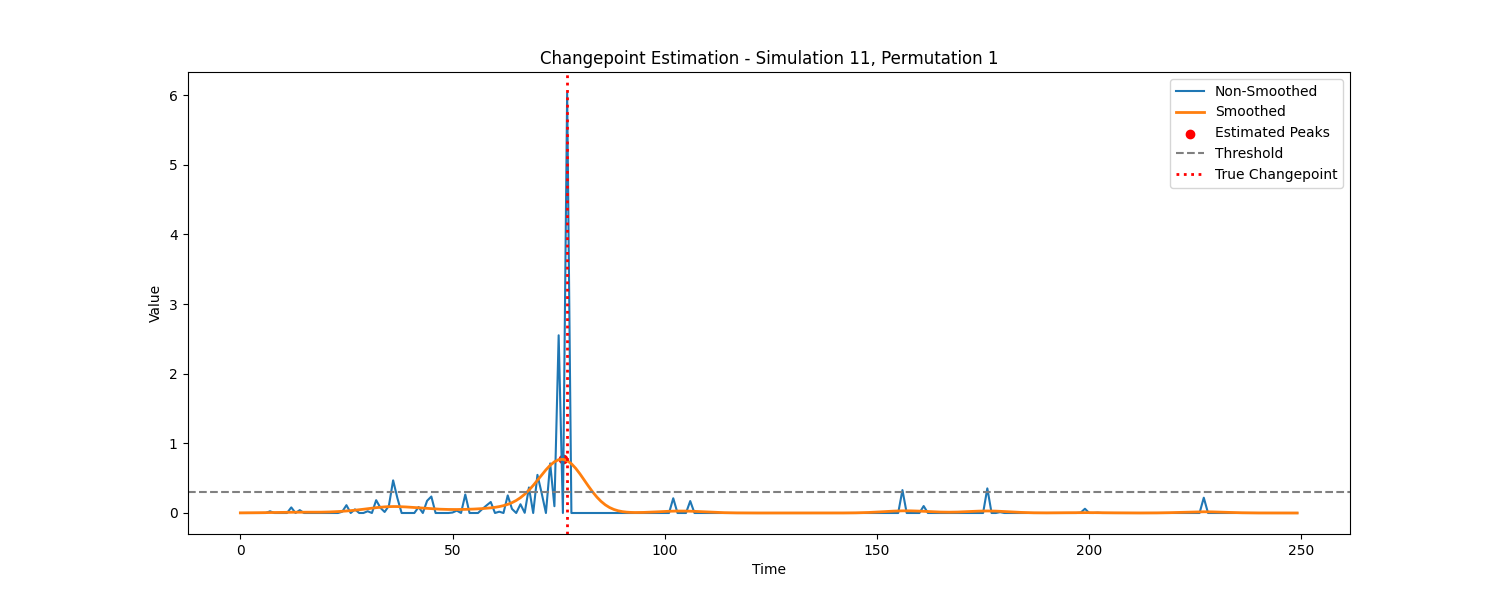 Changepoint Estimation - Simulation 11, Permutation 1
Non-Smoothed
Smoothed
Estimated Peaks
Threshold
True Changepoint
Value
6
5
4
3
2
1
0
0 50 100 150 200 250
Time